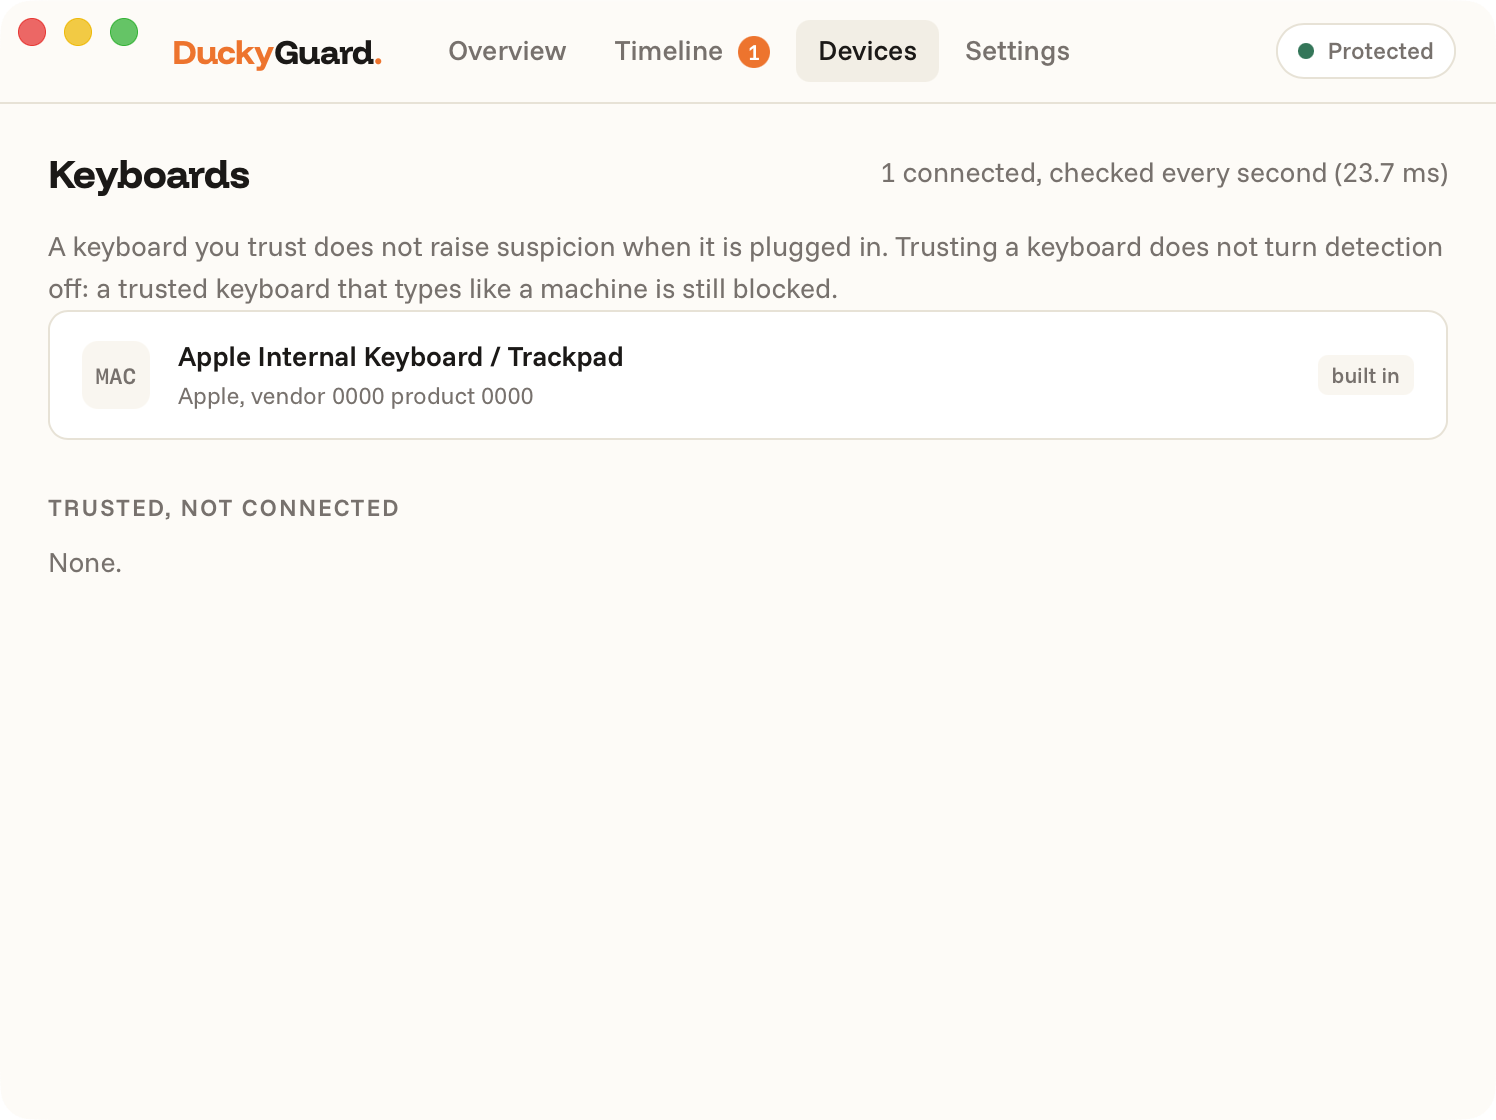 DuckyGuard.
Overview
Timeline 1
Devices
Settings
Protected
Keyboards
1 connected, checked every second (23.7 ms)
A keyboard you trust does not raise suspicion when it is plugged in. Trusting a keyboard does not turn detection
off: a trusted keyboard that types like a machine is still blocked.
MAC
Apple Internal Keyboard / Trackpad
Apple, vendor 0000 product 0000
built in
TRUSTED, NOT CONNECTED
None.